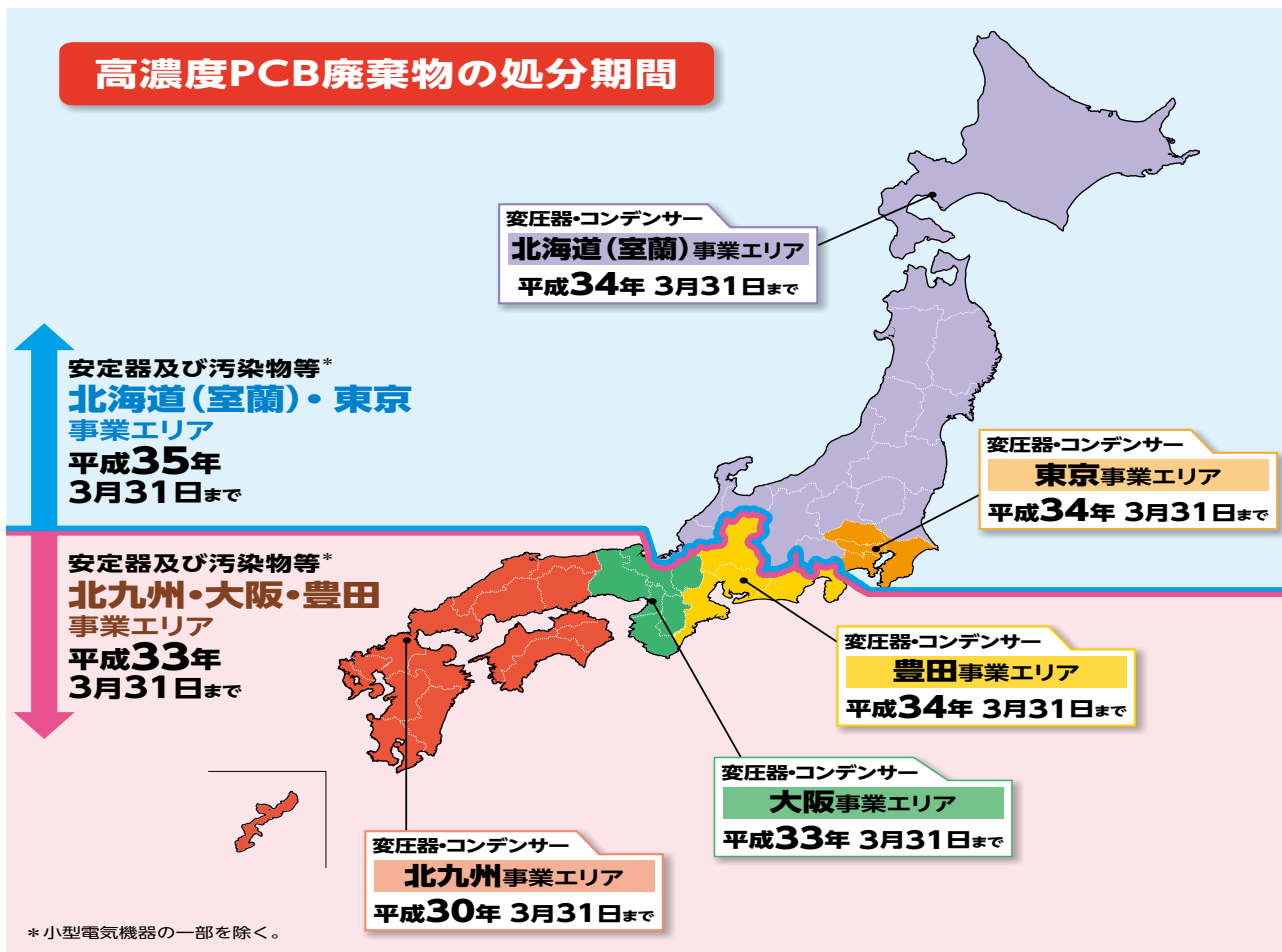 高濃度PCB廃棄物の処分期間
変圧器・コンデンサー
北海道(室蘭)事業エリア
平成34年 3月31日まで
安定器及び汚染物等*
北海道(室蘭)・東京
事業エリア
平成35年
3月31日まで
変圧器・コンデンサー
東京事業エリア
平成34年 3月31日まで
安定器及び汚染物等*
北九州・大阪・豊田
事業エリア
平成33年
3月31日まで
変圧器・コンデンサー
豊田事業エリア
平成34年 3月31日まで
変圧器・コンデンサー
大阪事業エリア
平成33年 3月31日まで
変圧器・コンデンサー
北九州事業エリア
平成30年 3月31日まで
*小型電気機器の一部を除く。